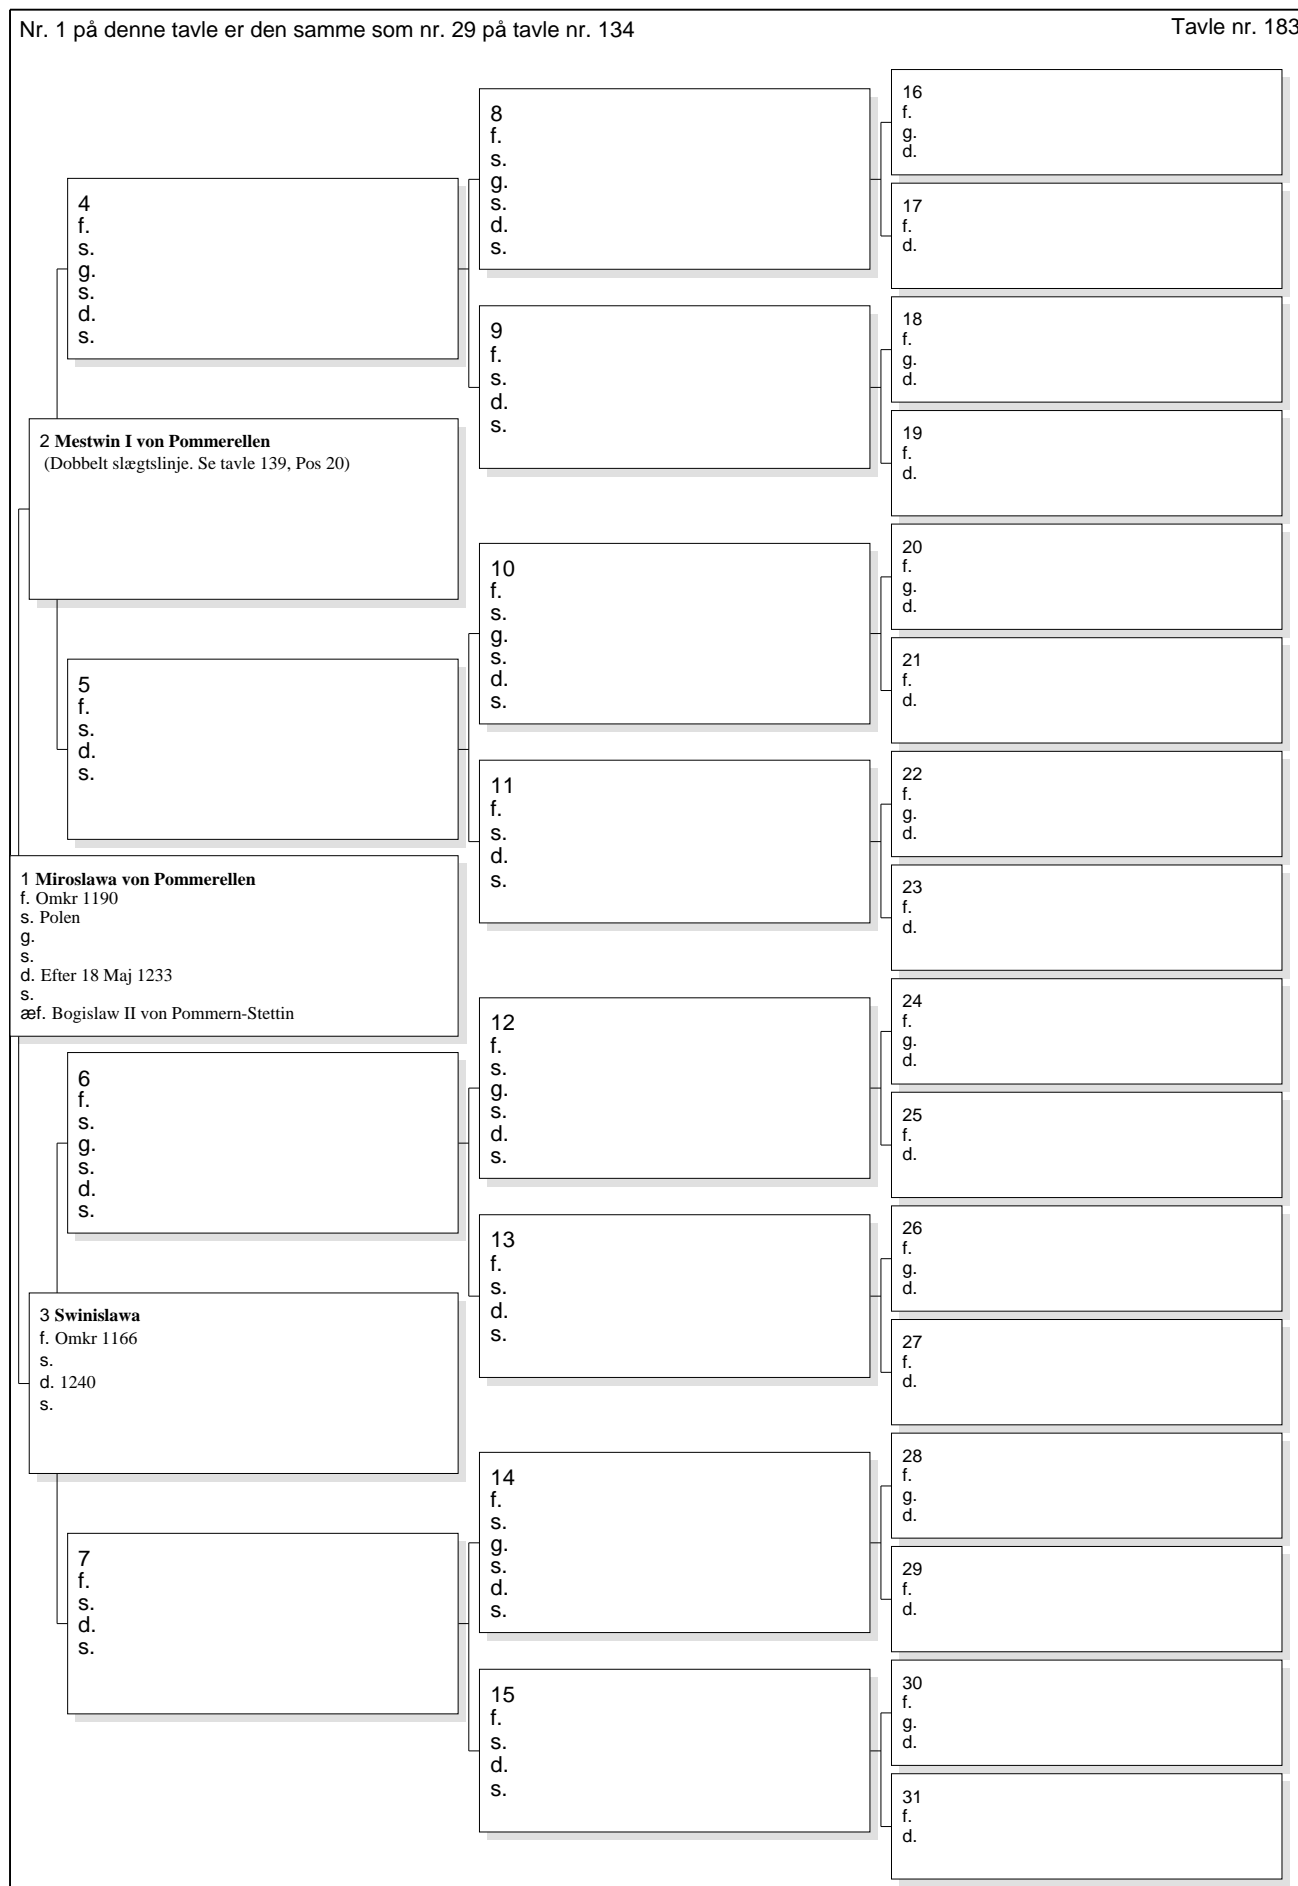 Nr. 1 på denne tavle er den samme som nr. 29 på tavle nr. 134
Tavle nr. 183
4
f.
s.
g.
s.
d.
s.
2 Mestwin I von Pommerellen
(Dobbelt slægtslinje. Se tavle 139, Pos 20)
5
f.
s.
d.
s.
1 Miroslawa von Pommerellen
f. Omkr 1190
s. Polen
g.
s.
d. Efter 18 Maj 1233
s.
æf. Bogislaw II von Pommern-Stettin
6
f.
s.
g.
s.
d.
s.
3 Swinislawa
f. Omkr 1166
s.
d. 1240
s.
7
f.
s.
d.
s.
8
f.
s.
g.
s.
d.
s.
9
f.
s.
d.
s.
10
f.
s.
g.
s.
d.
s.
11
f.
s.
d.
s.
12
f.
s.
g.
s.
d.
s.
13
f.
s.
d.
s.
14
f.
s.
g.
s.
d.
s.
15
f.
s.
d.
s.
16
f.
g.
d.
17
f.
d.
18
f.
g.
d.
19
f.
d.
20
f.
g.
d.
21
f.
d.
22
f.
g.
d.
23
f.
d.
24
f.
g.
d.
25
f.
d.
26
f.
g.
d.
27
f.
d.
28
f.
g.
d.
29
f.
d.
30
f.
g.
d.
31
f.
d.